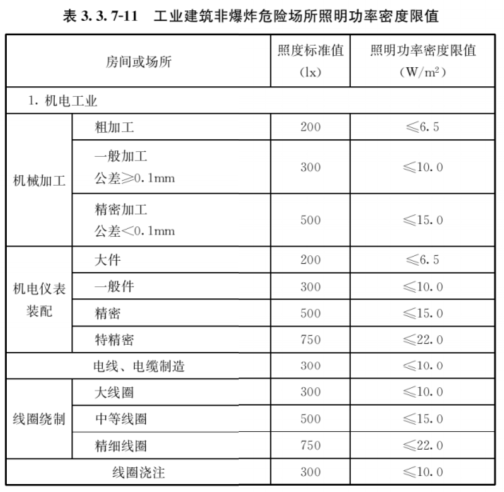 表 3.3.7-11 工业建筑非爆炸危险场所照明功率密度限值
房间或场所 照度标准值 照明功率密度限值
(lx) (W/m²)
1. 机电工业
机械加工 粗加工 200 ≤6.5
一般加工
公差≥0.1mm 300 ≤10.0
精密加工
公差<0.1mm 500 ≤15.0
机电仪表
装配 大件 200 ≤6.5
一般件 300 ≤10.0
精密 500 ≤15.0
特精密 750 ≤22.0
电线、电缆制造 300 ≤10.0
线圈绕制 大线圈 300 ≤10.0
中等线圈 500 ≤15.0
精细线圈 750 ≤22.0
线圈浇注 300 ≤10.0